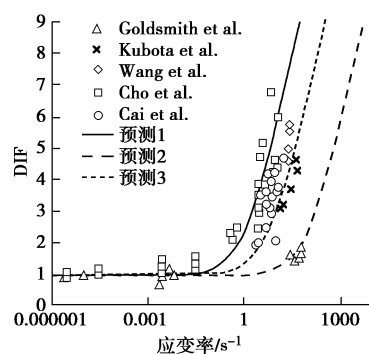 9
8
7
6
5
4
3
2
1
0
DIF
Goldsmith et al.
Kubota et al.
Wang et al.
Cho et al.
Cai et al.
预测1
预测2
预测3
0.000001 0.001 1 1000
应变率/s⁻¹